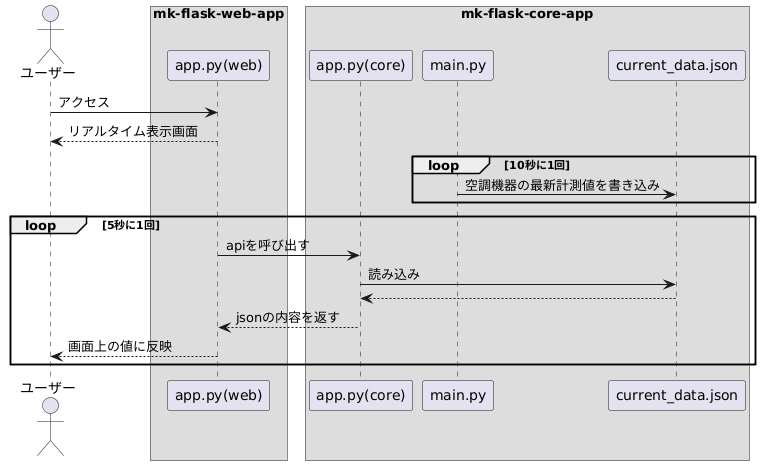 mk-flask-web-app
mk-flask-core-app
ユーザー
app.py(web)
app.py(core)
main.py
current_data.json
アクセス
リアルタイム表示画面
loop
[10秒に1回]
空調機器の最新計測値を書き込み
loop
[5秒に1回]
apiを呼び出す
読み込み
jsonの内容を返す
画面上の値に反映
ユーザー
app.py(web)
app.py(core)
main.py
current_data.json